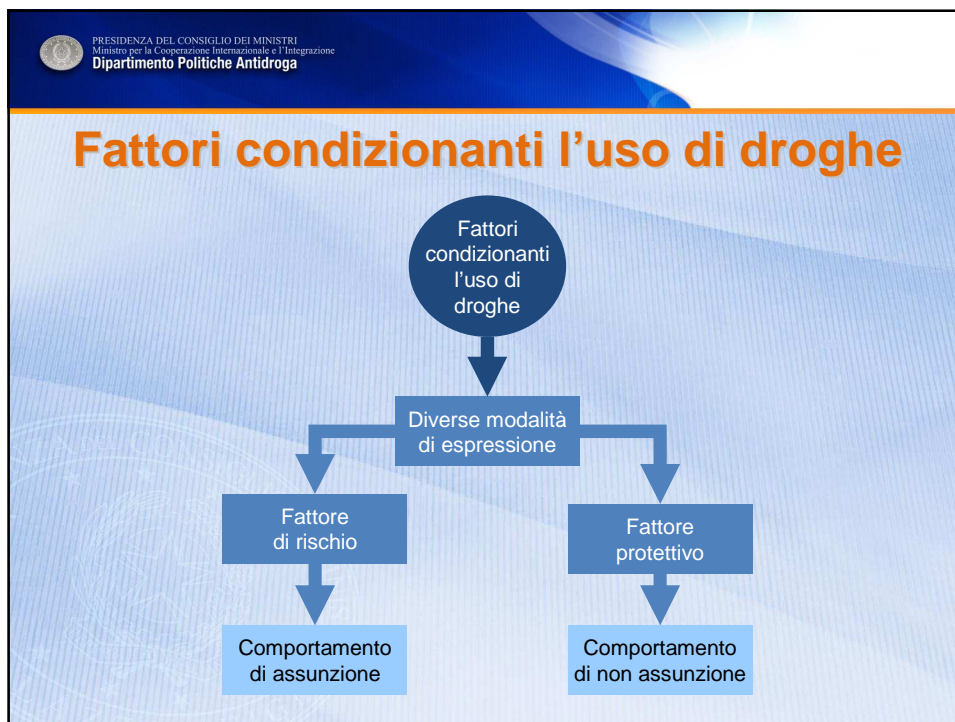 PRESIDENZA DEL CONSIGLIO DEI MINISTRI
Ministro per la Cooperazione Internazionale e l'Integrazione
Dipartimento Politiche Antidroga
Fattori condizionanti l'uso di droghe
Fattori
condizionanti
l'uso di
droghe
Diverse modalità
di espressione
Fattore
di rischio
Fattore
protettivo
Comportamento
di assunzione
Comportamento
di non assunzione